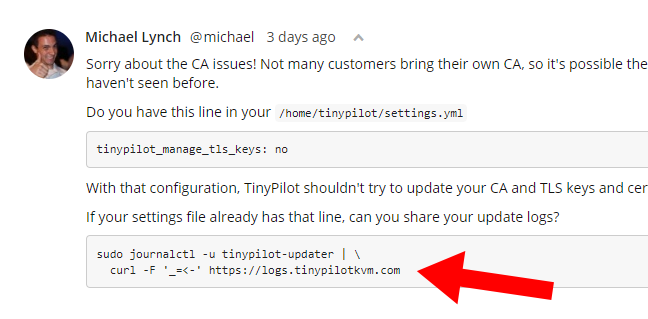 Michael Lynch @michael 3 days ago
Sorry about the CA issues! Not many customers bring their own CA, so it's possible the
haven't seen before.
Do you have this line in your /home/tinypilot/settings.yml
tinypilot_manage_tls_keys: no
With that configuration, TinyPilot shouldn't try to update your CA and TLS keys and cer
If your settings file already has that line, can you share your update logs?
sudo journalctl -u tinypilot-updater | \
curl -F '_=<-' https://logs.tinypilotkvm.com